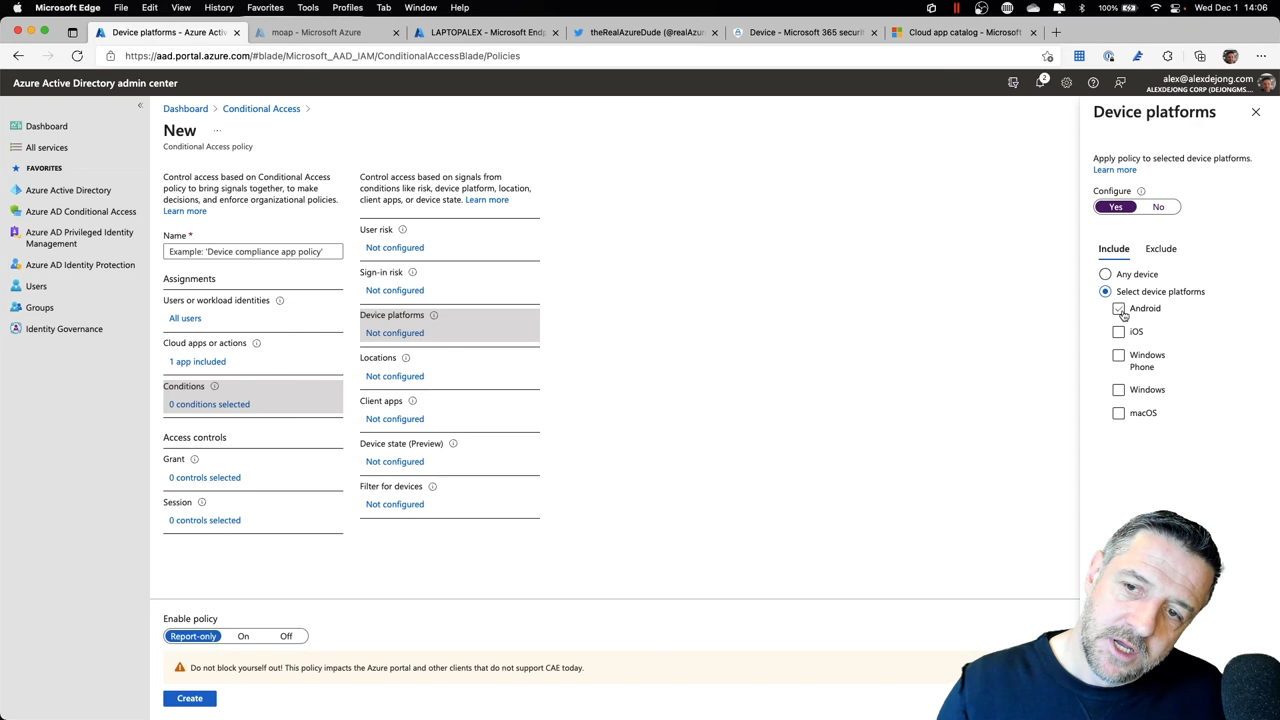 Microsoft Edge File Edit View History Favorites Tools Profiles Tab Window Help
100% Wed Dec 1 14:06
Device platforms - Azure Activ
moap - Microsoft Azure
LAPTOPALEX - Microsoft Endp
theRealAzureDude (@realAzur
Device - Microsoft 365 securit
Cloud app catalog - Microsoft
https://aad.portal.azure.com/#blade/Microsoft_AAD_IAM/ConditionalAccessBlade/Policies
Azure Active Directory admin center
2
alex@alexdejong.com
ALEXDEJONG CORP (DEJONGMS....
Dashboard
All services
FAVORITES
Azure Active Directory
Azure AD Conditional Access
Azure AD Privileged Identity
Management
Azure AD Identity Protection
Users
Groups
Identity Governance
Dashboard > Conditional Access >
New ...
Conditional Access policy
Control access based on Conditional Access
policy to bring signals together, to make
decisions, and enforce organizational policies.
Learn more
Name *
Example: 'Device compliance app policy'
Assignments
Users or workload identities
All users
Cloud apps or actions
1 app included
Conditions
0 conditions selected
Access controls
Grant
0 controls selected
Session
0 controls selected
Control access based on signals from
conditions like risk, device platform, location,
client apps, or device state. Learn more
User risk
Not configured
Sign-in risk
Not configured
Device platforms
Not configured
Locations
Not configured
Client apps
Not configured
Device state (Preview)
Not configured
Filter for devices
Not configured
Enable policy
Report-only On Off
Do not block yourself out! This policy impacts the Azure portal and other clients that do not support CAE today.
Create
Device platforms
Apply policy to selected device platforms.
Learn more
Configure
Yes No
Include Exclude
Any device
Select device platforms
Android
iOS
Windows
Phone
Windows
macOS